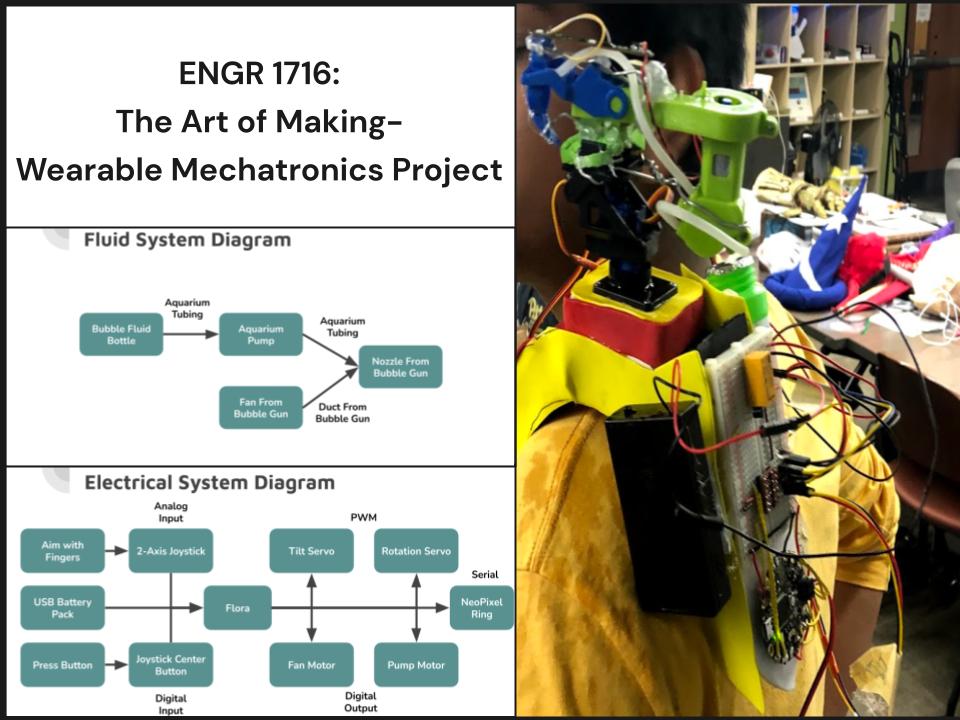 ENGR 1716:
The Art of Making-
Wearable Mechatronics Project
Fluid System Diagram
Aquarium
Tubing
Bubble Fluid
Bottle
Aquarium
Pump
Aquarium
Tubing
Nozzle From
Bubble Gun
Fan From
Bubble Gun
Duct From
Bubble Gun
Electrical System Diagram
Analog
Input
PWM
Aim with
Fingers
2-Axis Joystick
Tilt Servo
Rotation Servo
Serial
USB Battery
Pack
Flora
NeoPixel
Ring
Press Button
Joystick Center
Button
Fan Motor
Pump Motor
Digital
Input
Digital
Output